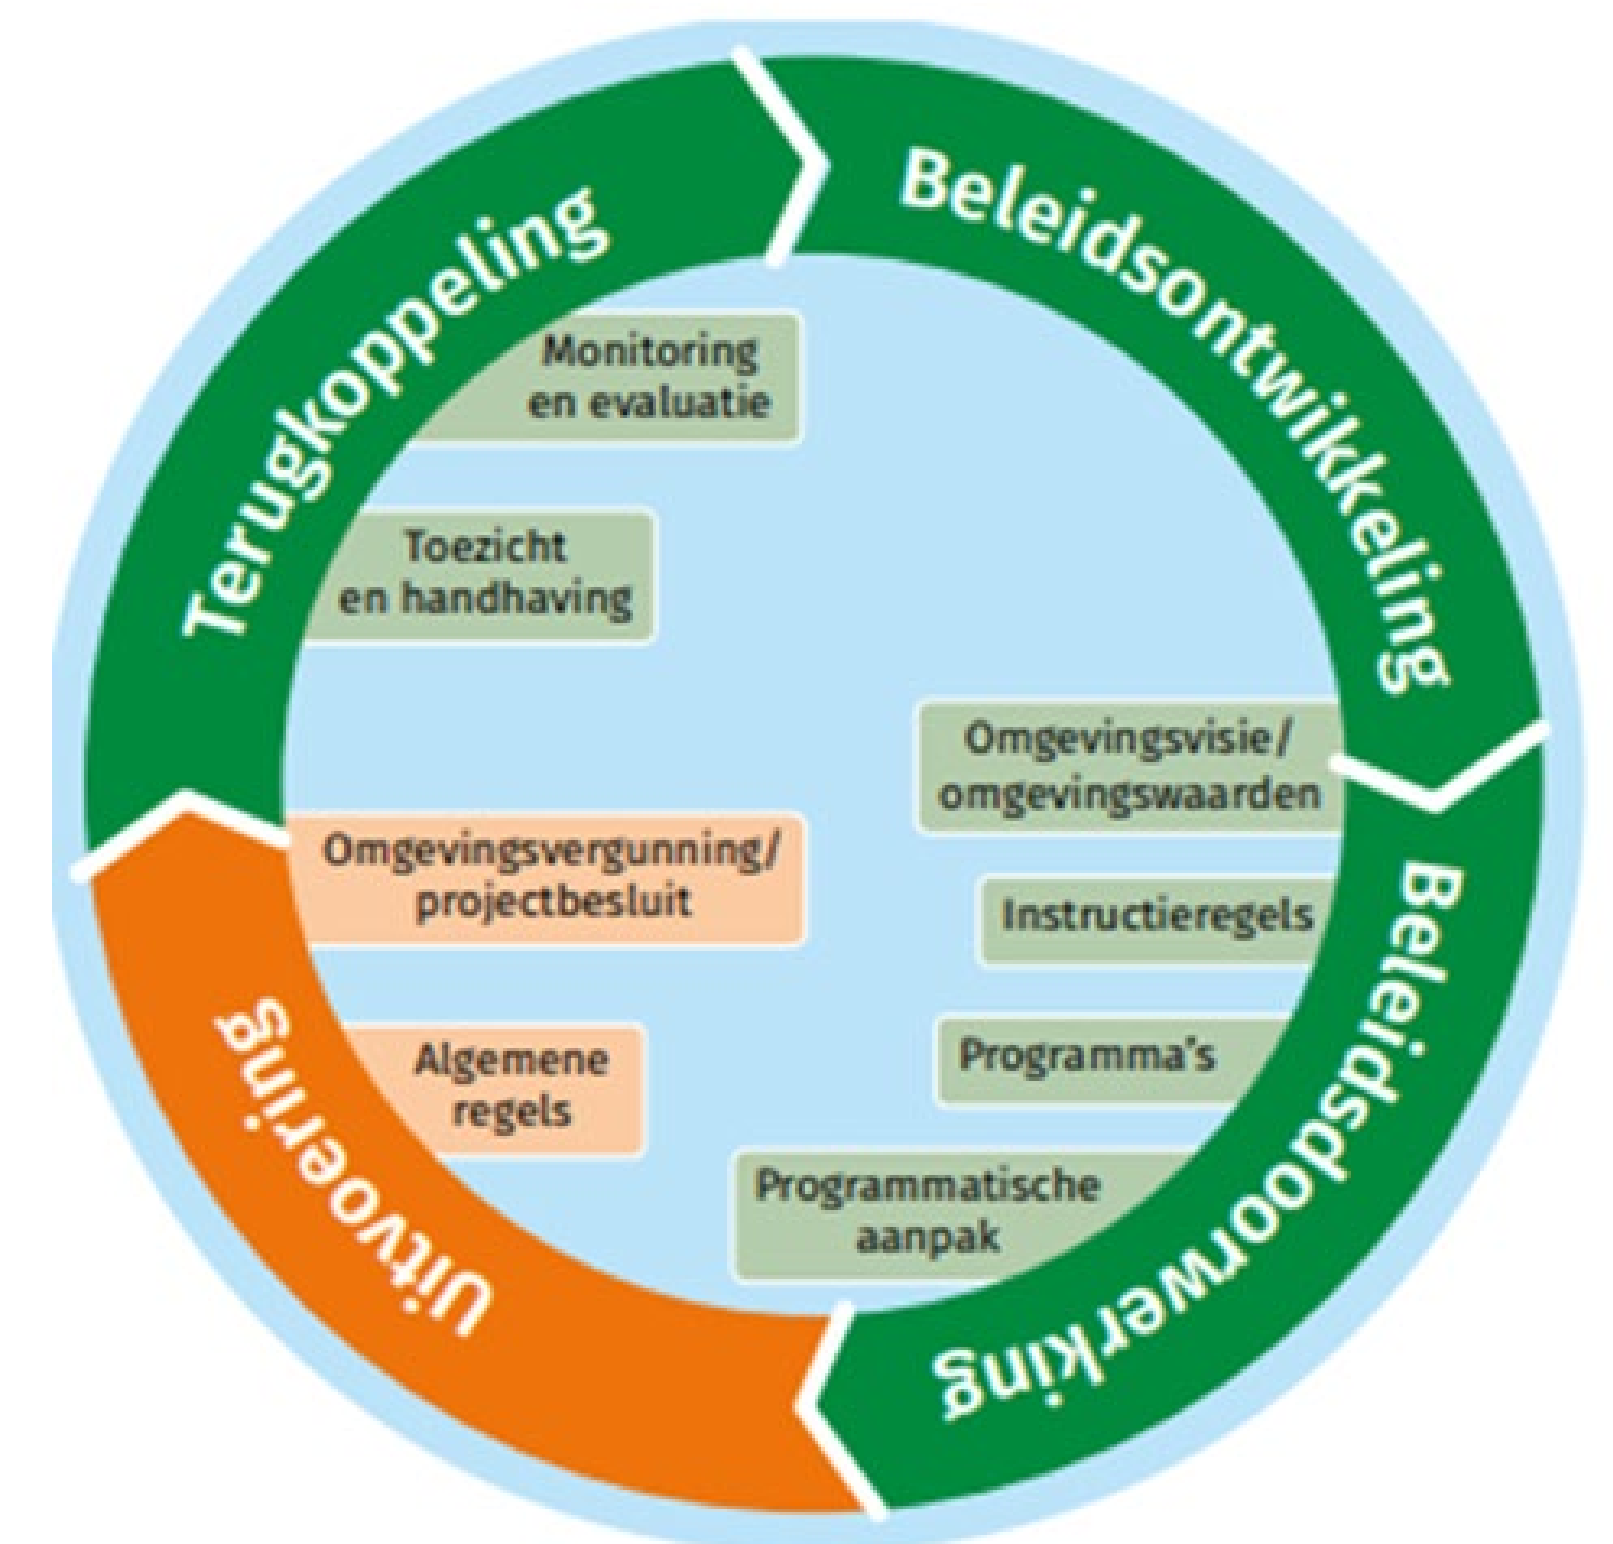 Beleidsontwikkeling
Terugkoppeling
Monitoring
en evaluatie
Toezicht
en handhaving
Omgevingsvisie/
omgevingswaarden
Omgevingsvergunning/
projectbesluit
Instructieregels
Beleidsdoorwerking
Programma's
Algemene
regels
Uitvoering
Programmatische
aanpak